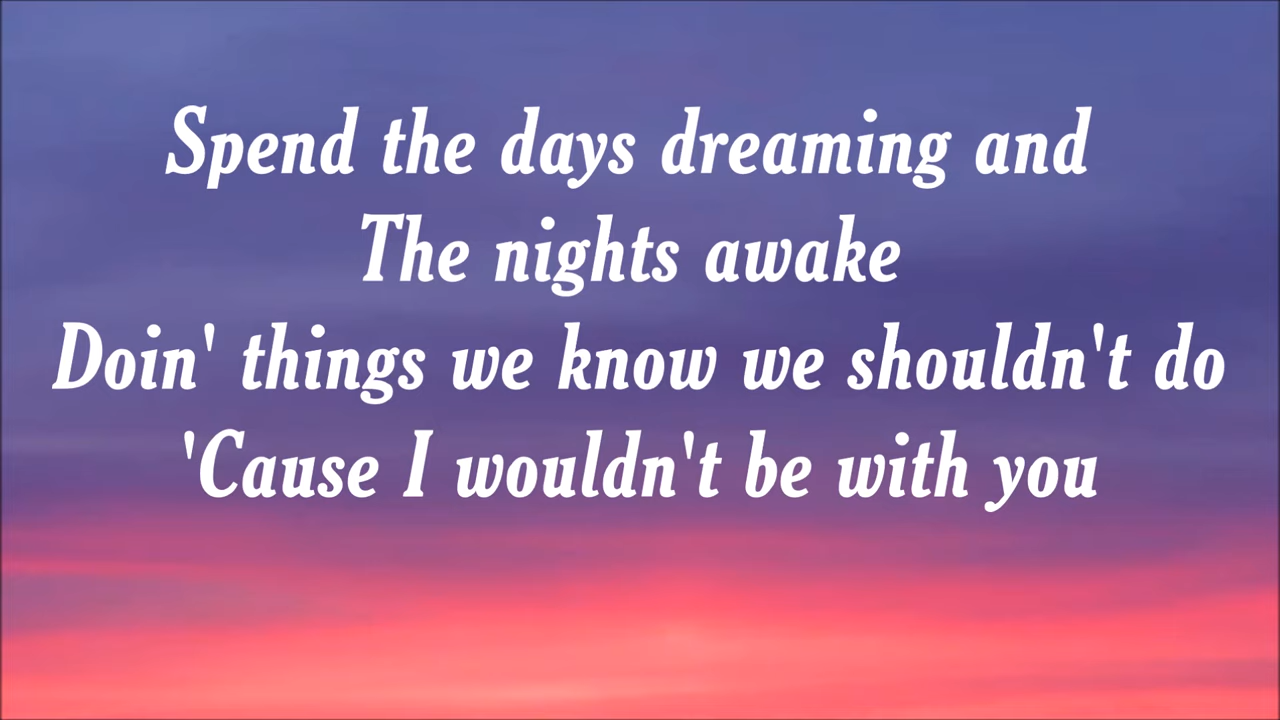 Spend the days dreaming and
The nights awake
Doin' things we know we shouldn't do
'Cause I wouldn't be with you